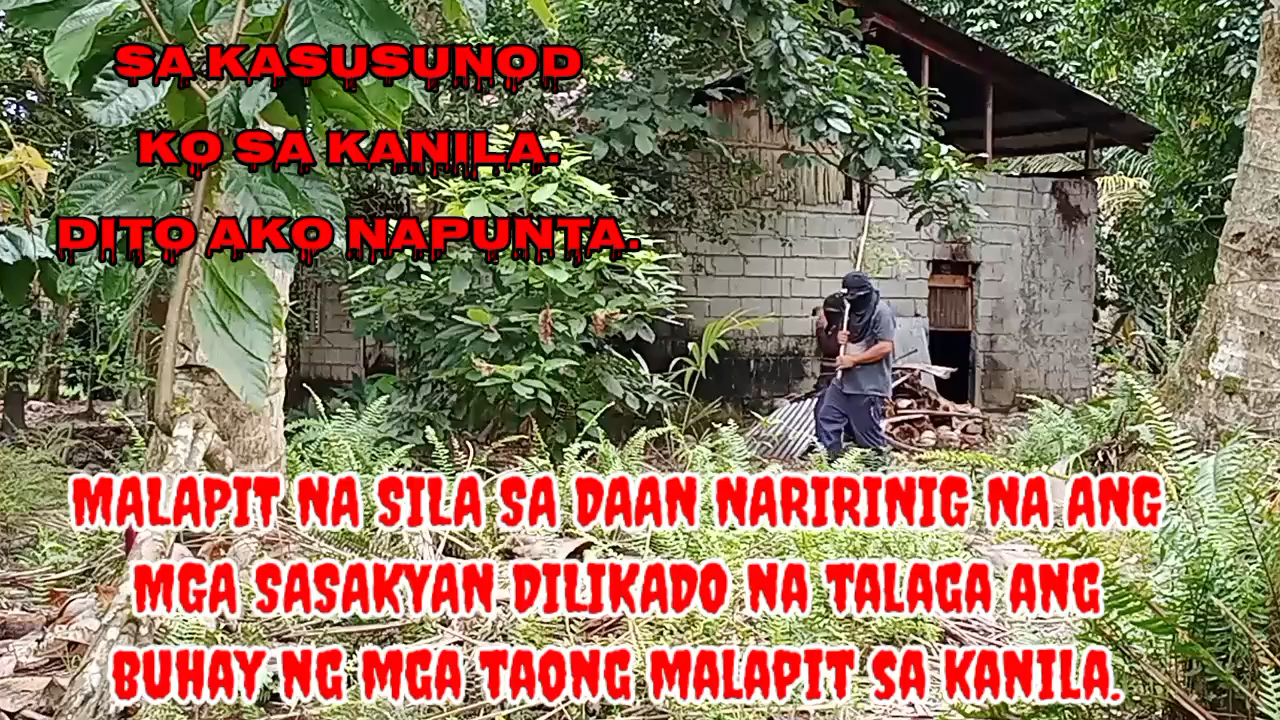 SA KASUSUNOD
KO SA KANILA.
DITO AKO NAPUNTA.
MALAPIT NA SILA SA DAAN NARIRINIG NA ANG
MGA SASAKYAN DILIKADO NA TALAGA ANG
BUHAY NG MGA TAONG MALAPIT SA KANILA.